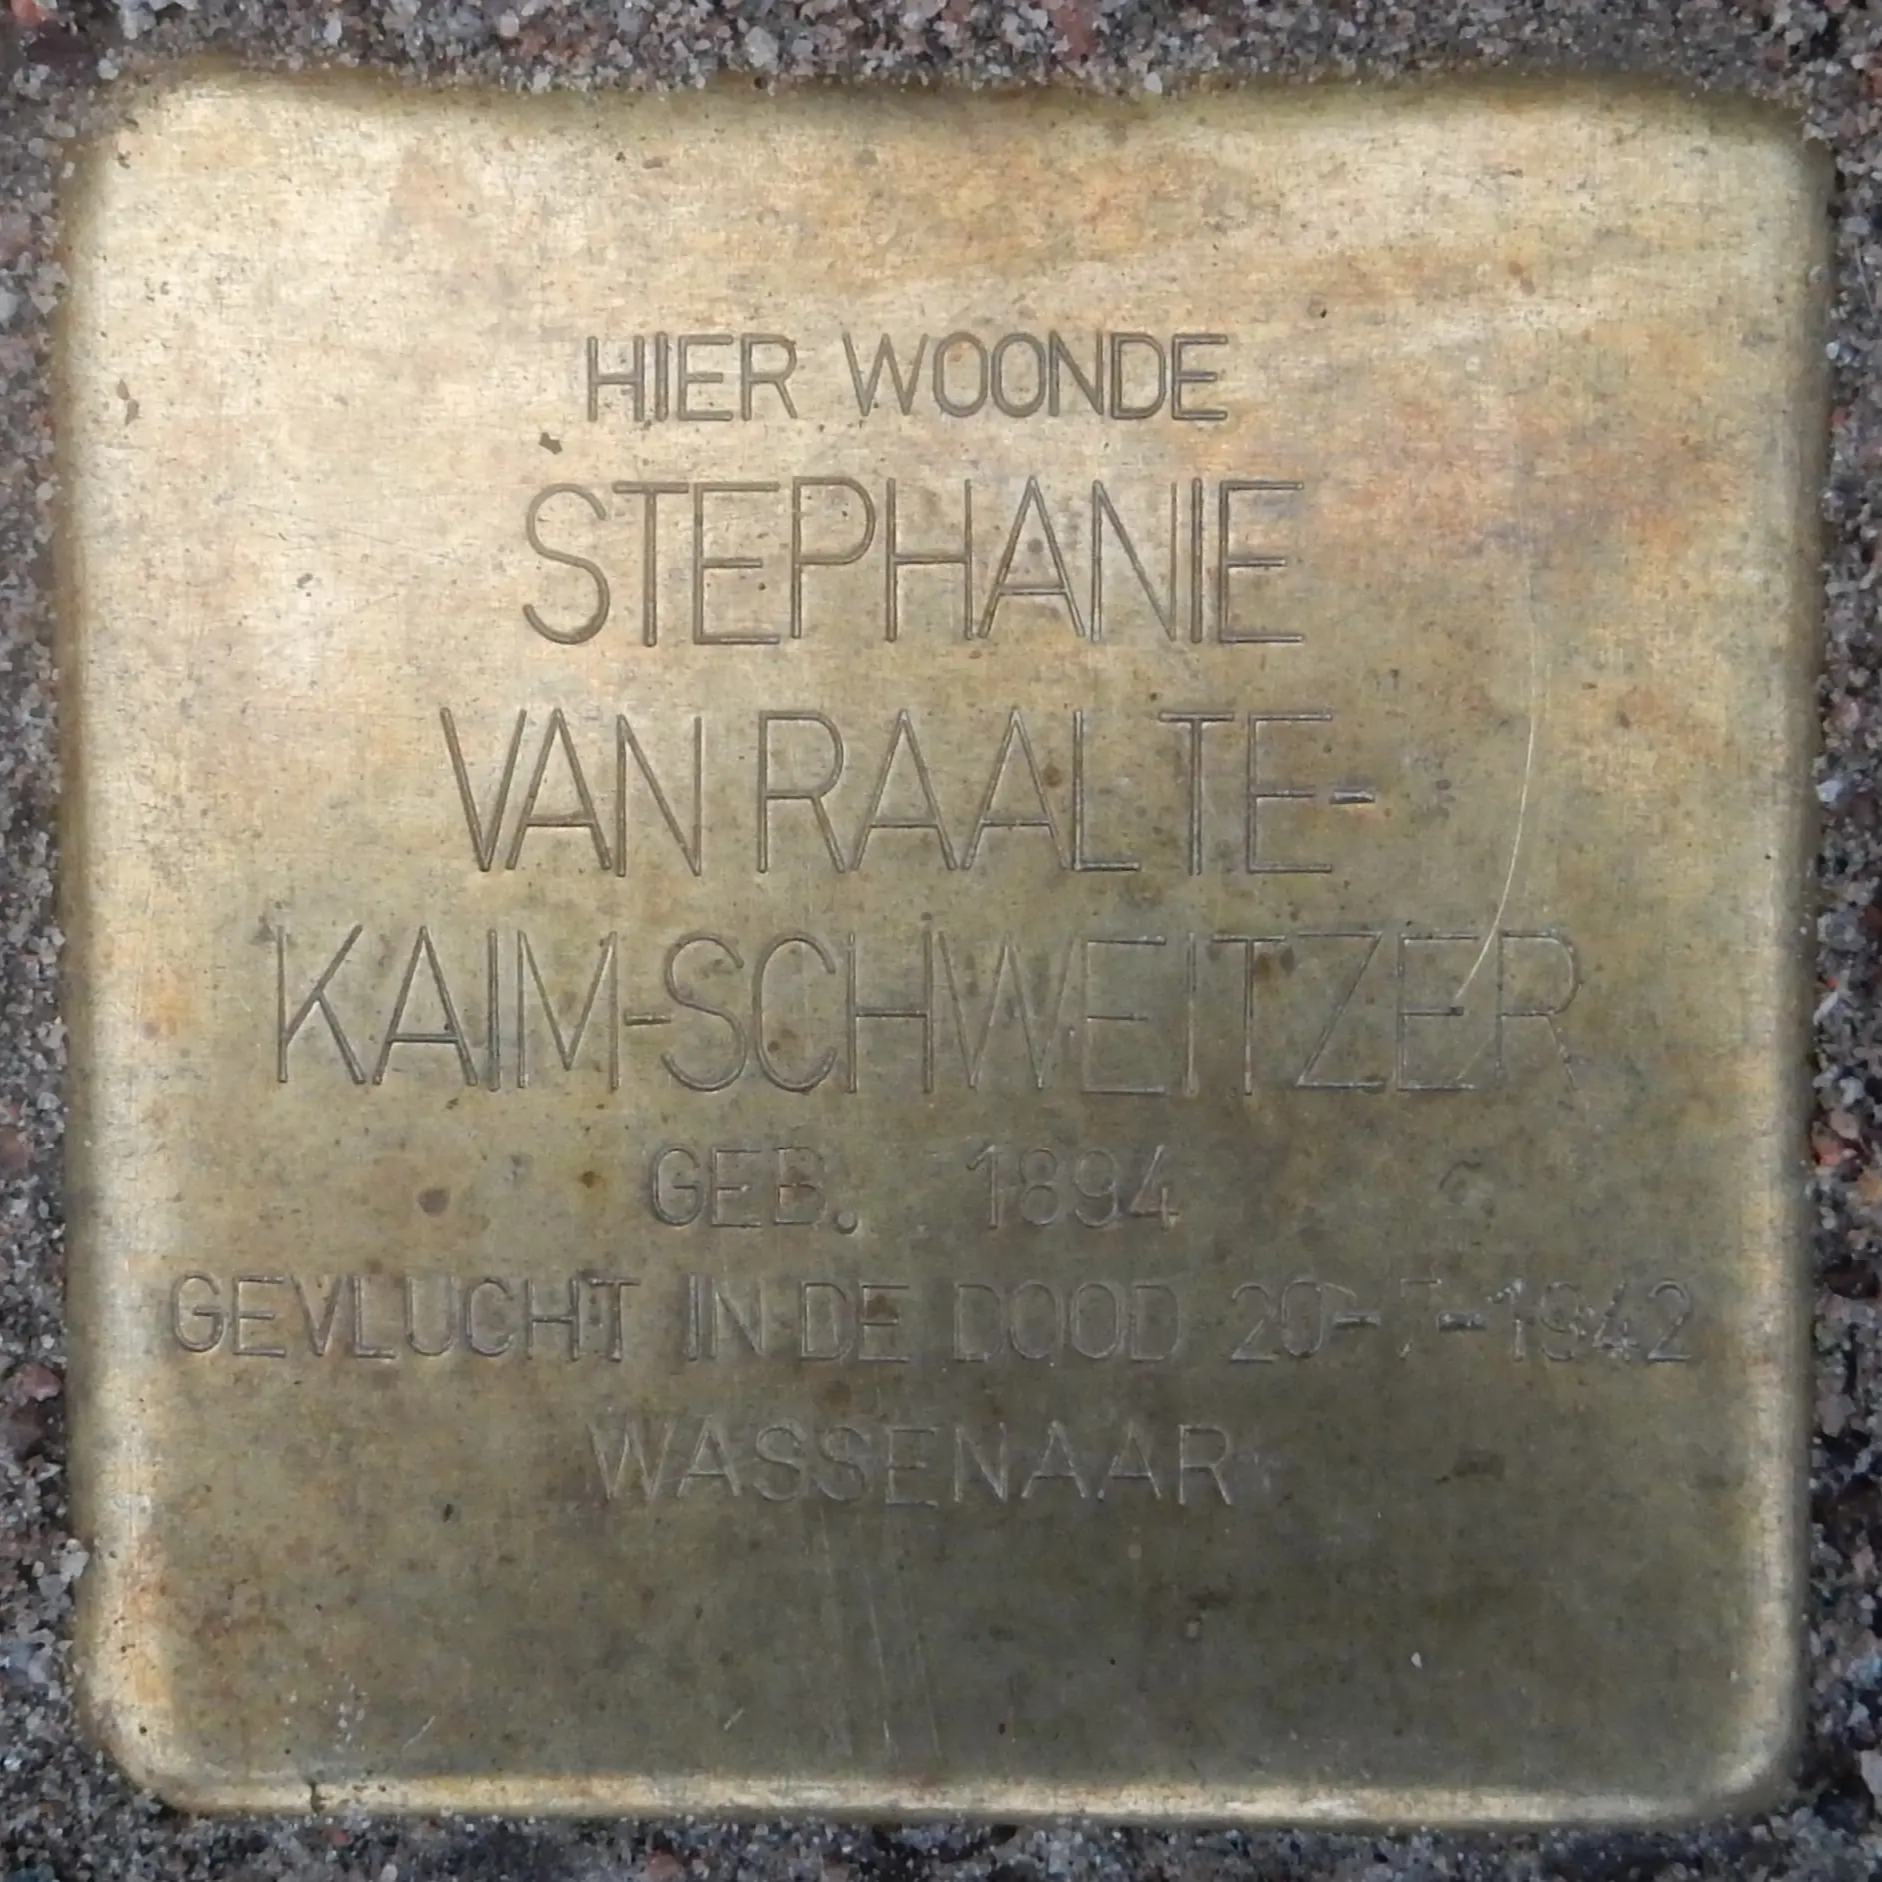 HIER WOONDE
STEPHANIE
VAN RAALTE-
KAIM-SCHWEITZER
GEB. 1894
GEVLUCHT IN DE DOOD 20-7-1942
WASSENAAR